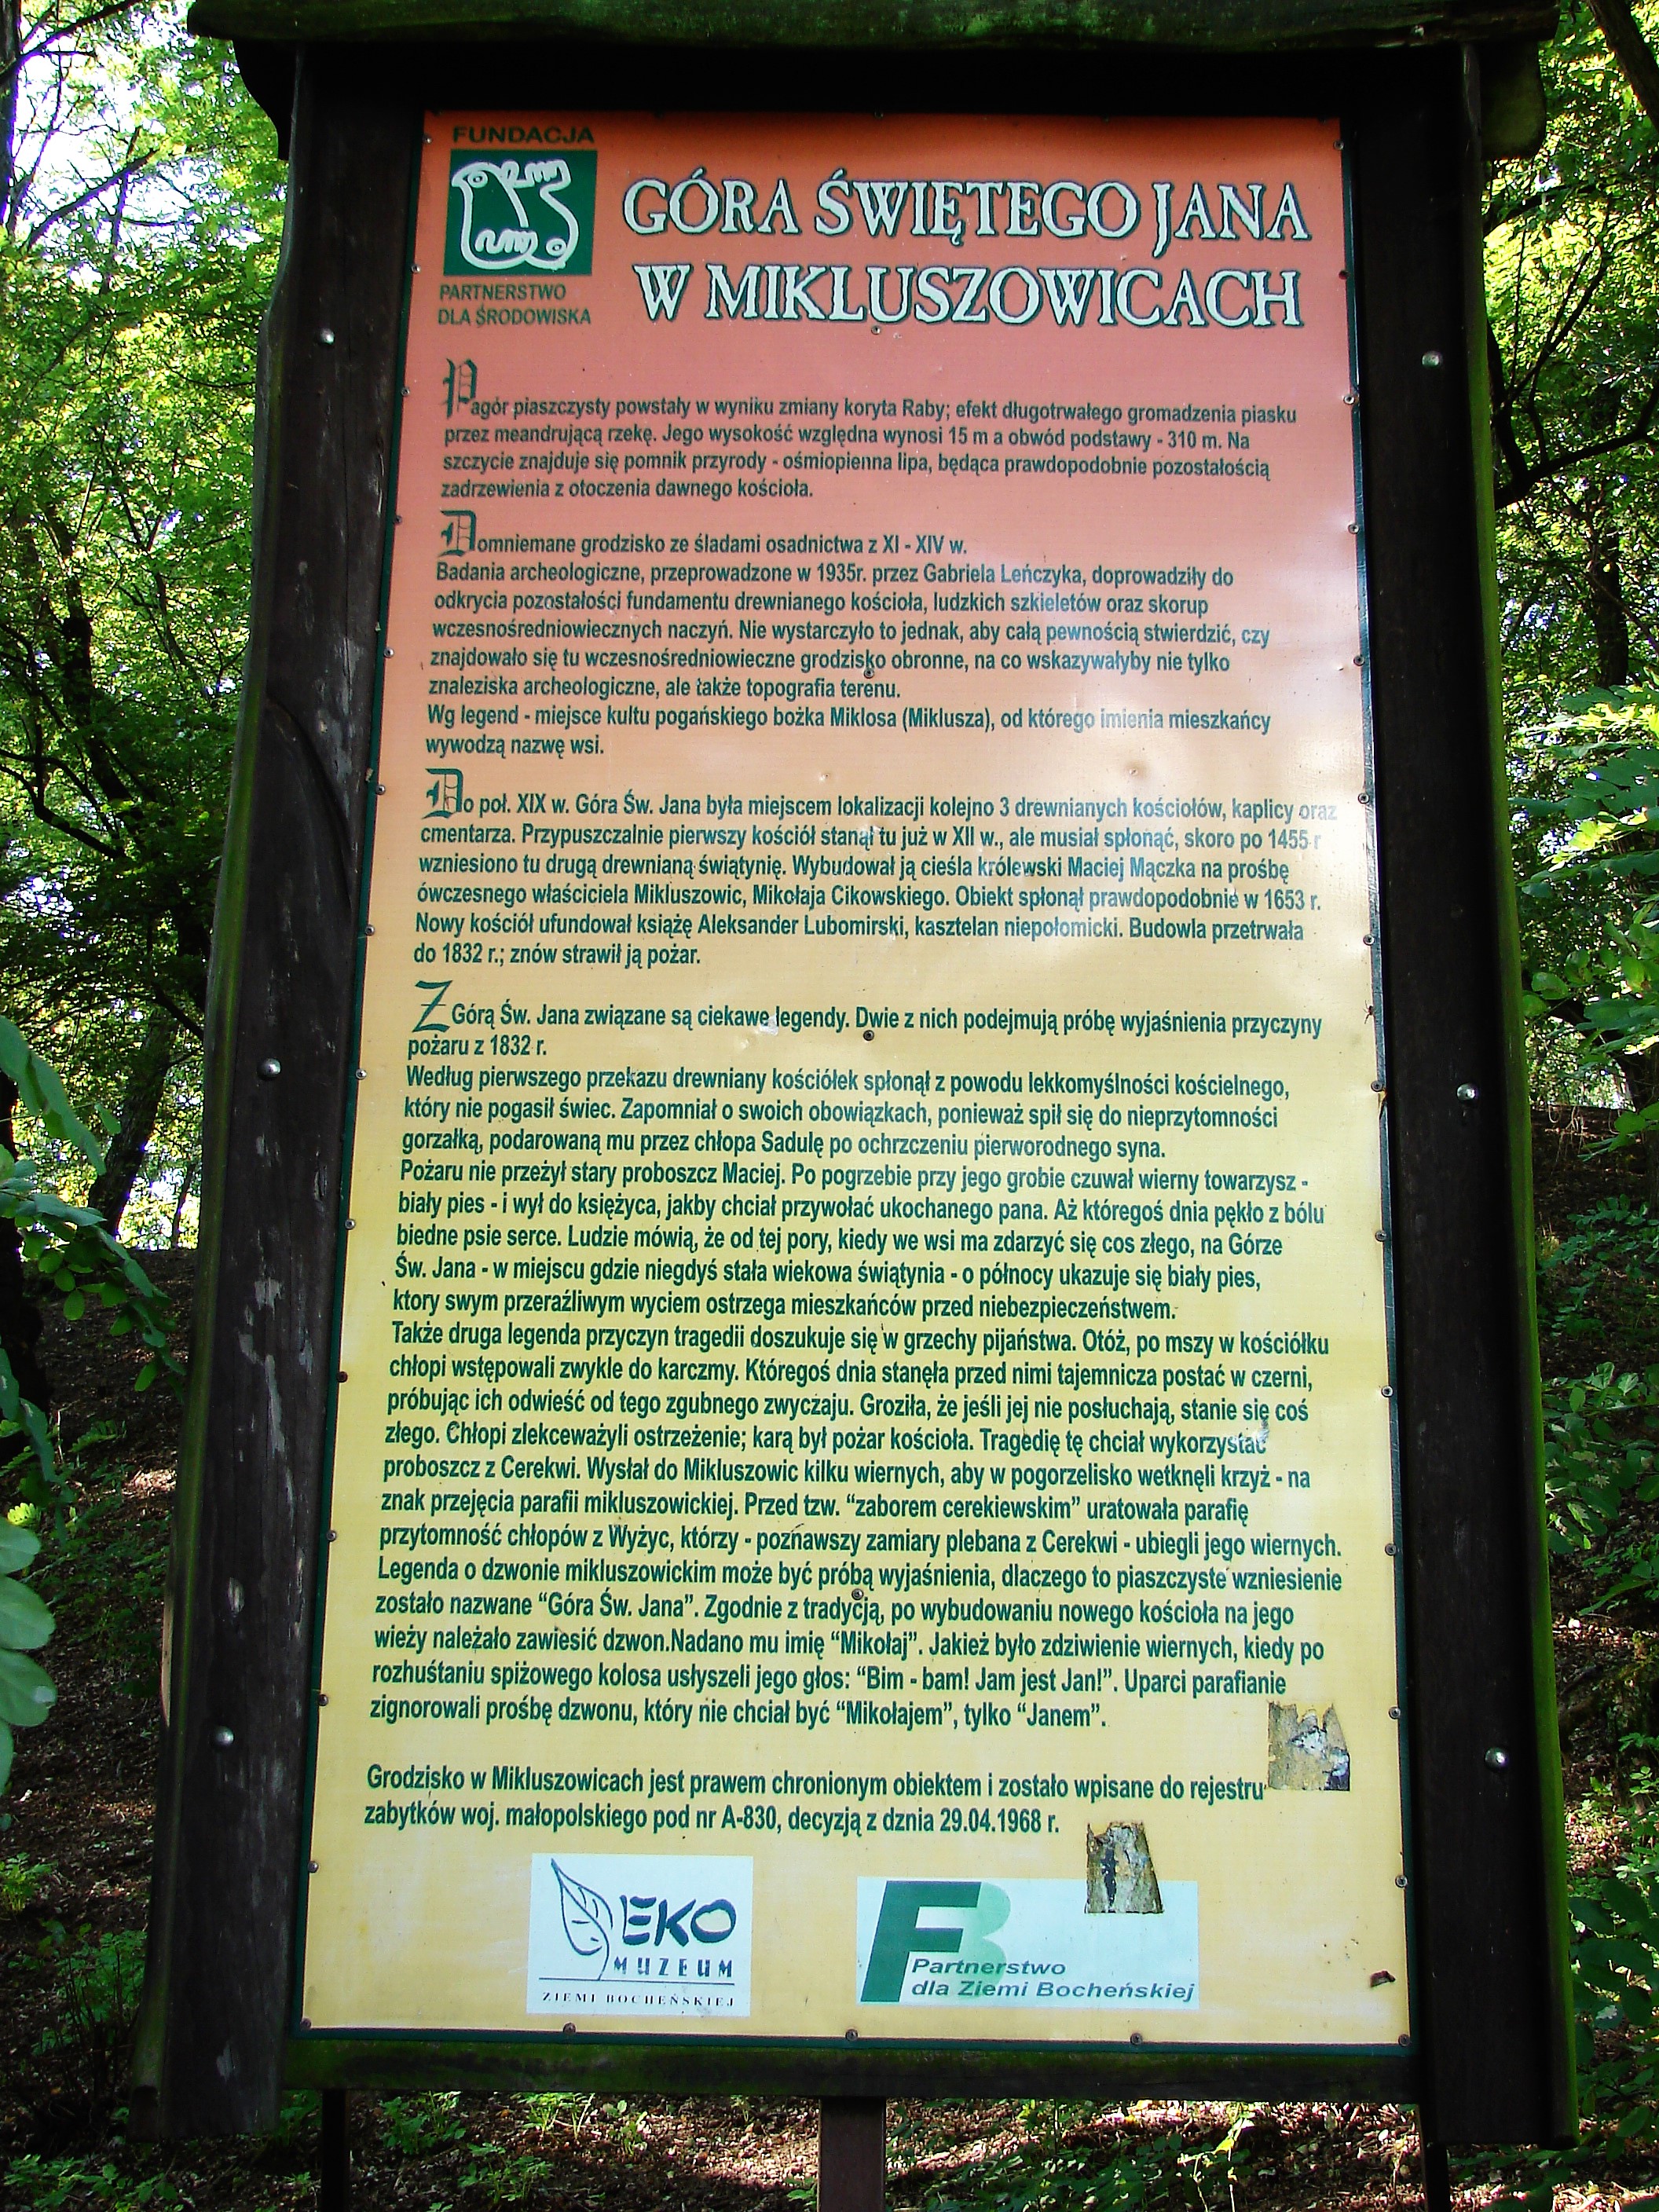 FUNDACJA
PARTNERSTWO
DLA ŚRODOWISKA
GÓRA ŚWIĘTEGO JANA
W MIKLUSZOWICACH
Pagór piaszczysty powstały w wyniku zmiany koryta Raby; efekt długotrwałego gromadzenia piasku
przez meandrującą rzekę. Jego wysokość względna wynosi 15 m a obwód podstawy - 310 m. Na
szczycie znajduje się pomnik przyrody - ośmiopienna lipa, będąca prawdopodobnie pozostałością
zadrzewienia z otoczenia dawnego kościoła.
Domniemane grodzisko ze śladami osadnictwa z XI - XIV w.
Badania archeologiczne, przeprowadzone w 1935r. przez Gabriela Leńczyka, doprowadziły do
odkrycia pozostałości fundamentu drewnianego kościoła, ludzkich szkieletów oraz skorup
wczesnośredniowiecznych naczyń. Nie wystarczyło to jednak, aby całą pewnością stwierdzić, czy
znajdowało się tu wczesnośredniowieczne grodzisko obronne, na co wskazywałyby nie tylko
znaleziska archeologiczne, ale także topografia terenu.
Wg legend - miejsce kultu pogańskiego bożka Miklosa (Miklusza), od którego imienia mieszkańcy
wywodzą nazwę wsi.
Do poł. XIX w. Góra Św. Jana była miejscem lokalizacji kolejno 3 drewnianych kościołów, kaplicy oraz
cmentarza. Przypuszczalnie pierwszy kościół stanął tu już w XII w., ale musiał spłonąć, skoro po 1455 r
wzniesiono tu drugą drewnianą świątynię. Wybudował ją cieśla królewski Maciej Mączka na prośbę
ówczesnego właściciela Mikluszowic, Mikołaja Cikowskiego. Obiekt spłonął prawdopodobnie w 1653 r.
Nowy kościół ufundował książę Aleksander Lubomirski, kasztelan niepołomicki. Budowla przetrwała
do 1832 r.; znów strawił ją pożar.
Z Górą Św. Jana związane są ciekawe legendy. Dwie z nich podejmują próbę wyjaśnienia przyczyny
pożaru z 1832 r.
Według pierwszego przekazu drewniany kościółek spłonął z powodu lekkomyślności kościelnego,
który nie pogasił świec. Zapomniał o swoich obowiązkach, ponieważ spił się do nieprzytomności
gorzałką, podarowaną mu przez chłopa Sadulę po ochrzczeniu pierworodnego syna.
Pożaru nie przeżył stary proboszcz Maciej. Po pogrzebie przy jego grobie czuwał wierny towarzysz -
biały pies - i wył do księżyca, jakby chciał przywołać ukochanego pana. Aż któregoś dnia pękło z bólu
biedne psie serce. Ludzie mówią, że od tej pory, kiedy we wsi ma zdarzyć się cos złego, na Górze
Św. Jana - w miejscu gdzie niegdyś stała wiekowa świątynia - o północy ukazuje się biały pies,
ktory swym przeraźliwym wyciem ostrzega mieszkańców przed niebezpieczeństwem.
Także druga legenda przyczyn tragedii doszukuje się w grzechy pijaństwa. Otóż, po mszy w kościółku
chłopi wstępowali zwykle do karczmy. Któregoś dnia stanęła przed nimi tajemnicza postać w czerni,
próbując ich odwieść od tego zgubnego zwyczaju. Groziła, że jeśli jej nie posłuchają, stanie się coś
złego. Chłopi zlekceważyli ostrzeżenie; karą był pożar kościoła. Tragedię tę chciał wykorzystać
proboszcz z Cerekwi. Wysłał do Mikluszowic kilku wiernych, aby w pogorzelisko wetknęli krzyż - na
znak przejęcia parafii mikluszowickiej. Przed tzw. “zaborem cerekiewskim” uratowała parafię
przytomność chłopów z Wyżyc, którzy - poznawszy zamiary plebana z Cerekwi - ubiegli jego wiernych.
Legenda o dzwonie mikluszowickim może być próbą wyjaśnienia, dlaczego to piaszczyste wzniesienie
zostało nazwane “Góra Św. Jana”. Zgodnie z tradycją, po wybudowaniu nowego kościoła na jego
wieży należało zawiesić dzwon.Nadano mu imię “Mikołaj”. Jakież było zdziwienie wiernych, kiedy po
rozhuśtaniu spiżowego kolosa usłyszeli jego głos: “Bim - bam! Jam jest Jan!”. Uparci parafianie
zignorowali prośbę dzwonu, który nie chciał być “Mikołajem”, tylko “Janem”.
Grodzisko w Mikluszowicach jest prawem chronionym obiektem i zostało wpisane do rejestru
zabytków woj. małopolskiego pod nr A-830, decyzją z dznia 29.04.1968 r.
EKO
MUZEUM
ZIEMI BOCHEŃSKIEJ
FB
Partnerstwo
dla Ziemi Bocheńskiej